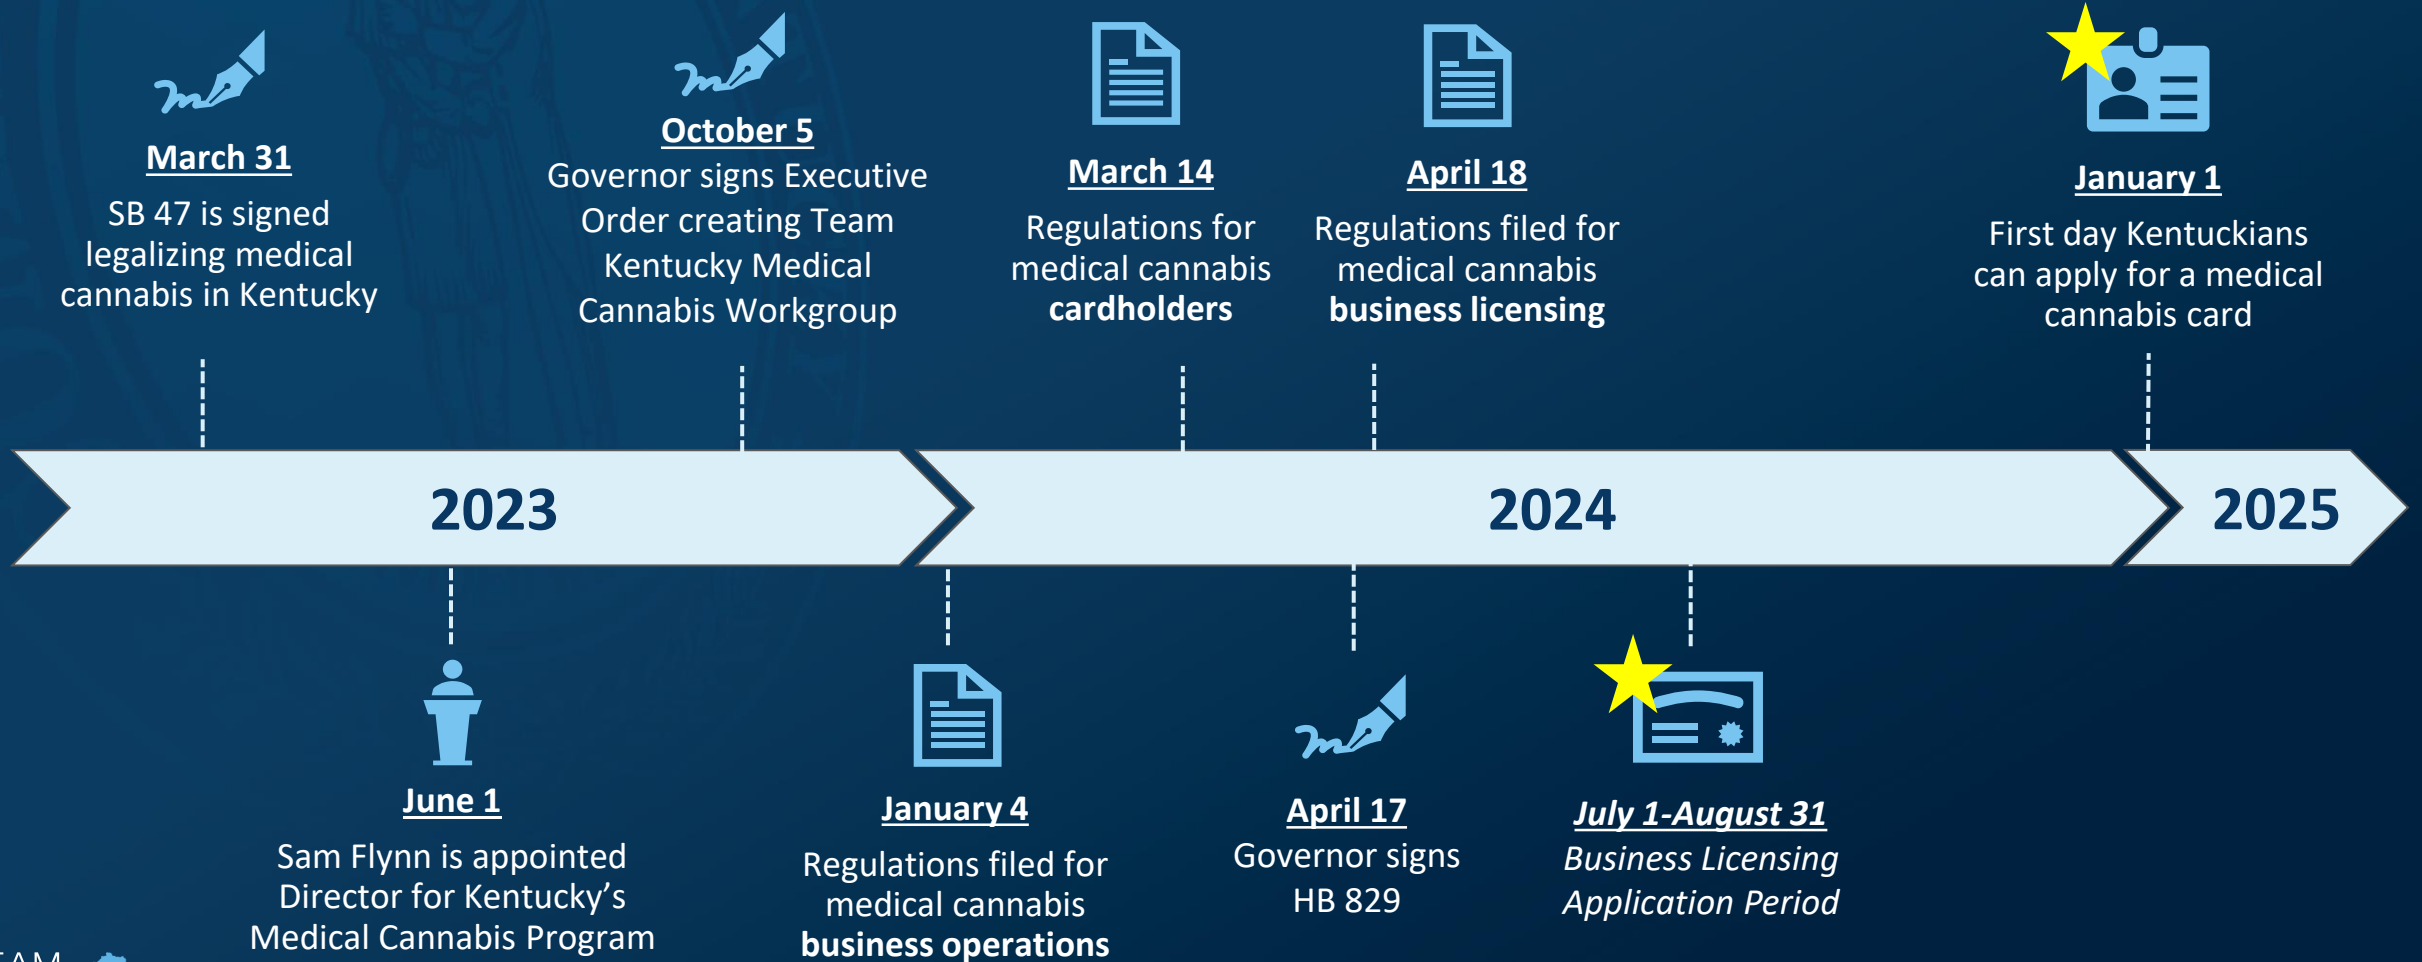 March 31
SB 47 is signed
legalizing medical
cannabis in Kentucky
October 5
Governor signs Executive
Order creating Team
Kentucky Medical
Cannabis Workgroup
March 14
Regulations for
medical cannabis
cardholders
April 18
Regulations filed for
medical cannabis
business licensing
January 1
First day Kentuckians
can apply for a medical
cannabis card
2023
2024
2025
June 1
Sam Flynn is appointed
Director for Kentucky’s
Medical Cannabis Program
January 4
Regulations filed for
medical cannabis
business operations
April 17
Governor signs
HB 829
July 1-August 31
Business Licensing
Application Period